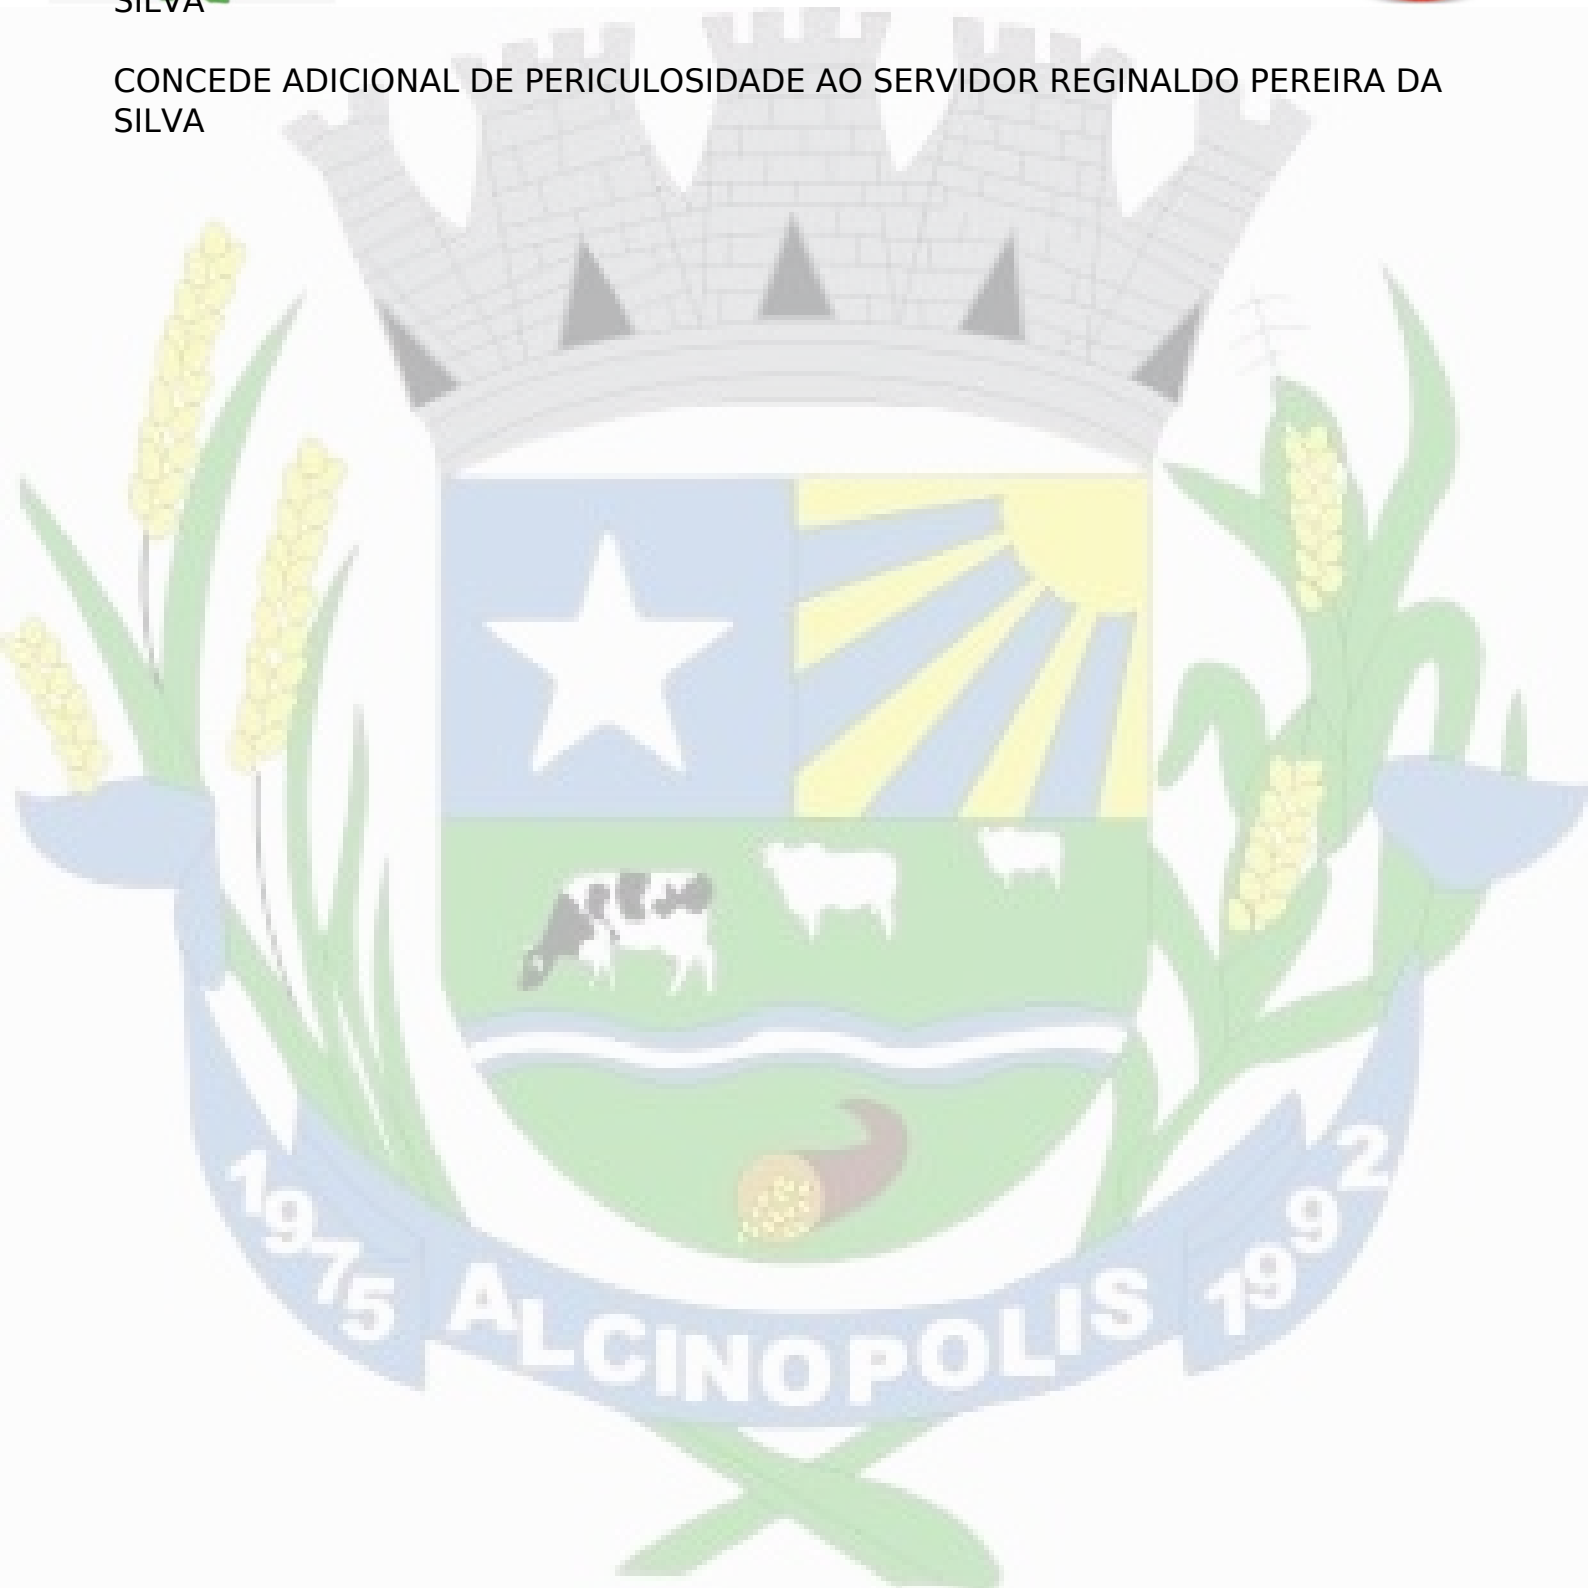 SILVA
CONCEDE ADICIONAL DE PERICULOSIDADE AO SERVIDOR REGINALDO PEREIRA DA
SILVA
1975 ALCINOPOLIS 1992